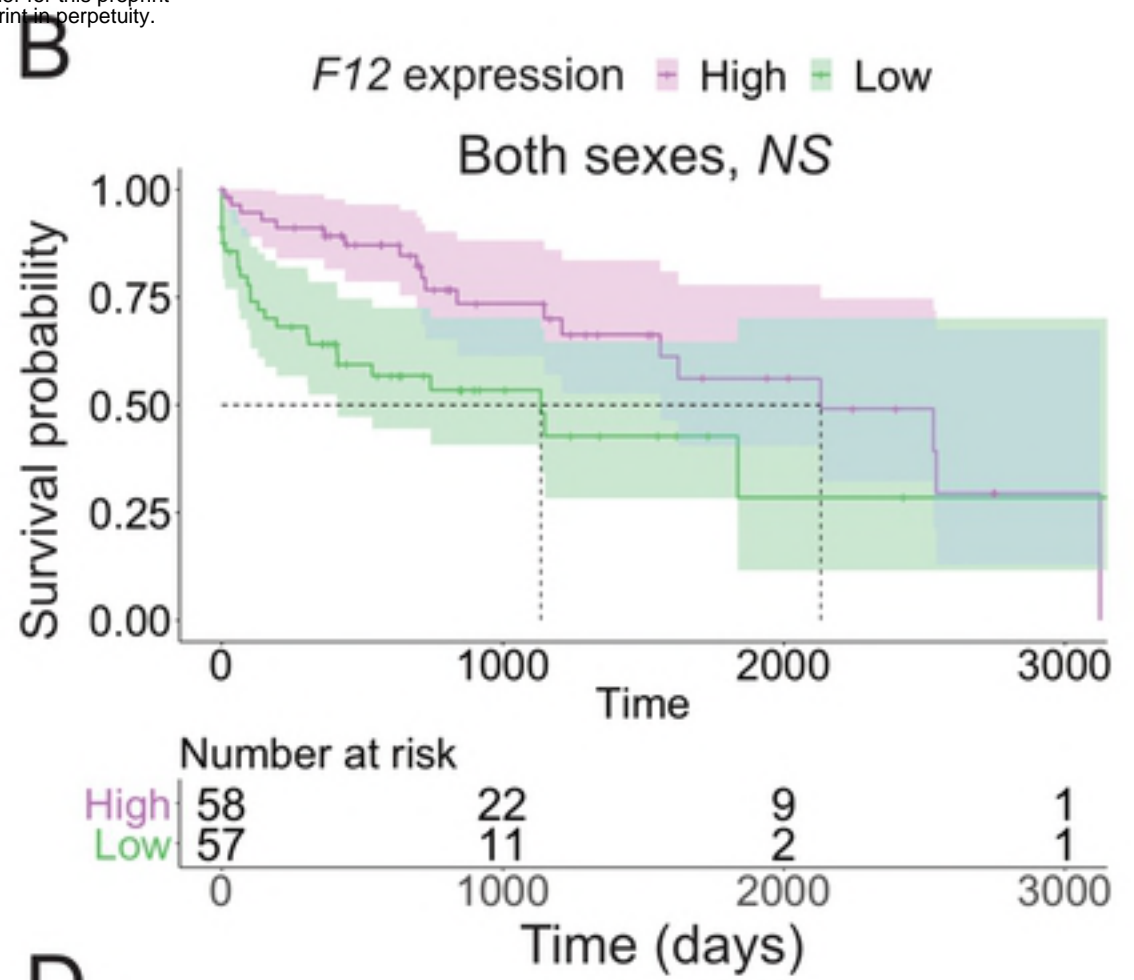 rint in perpetuity.
B
F12 expression High Low
Both sexes, NS
Survival probability
1.00
0.75
0.50
0.25
0.00
0 1000 2000 3000
Time
Number at risk
High 58 22 9 1
Low 57 11 2 1
0 1000 2000 3000
Time (days)